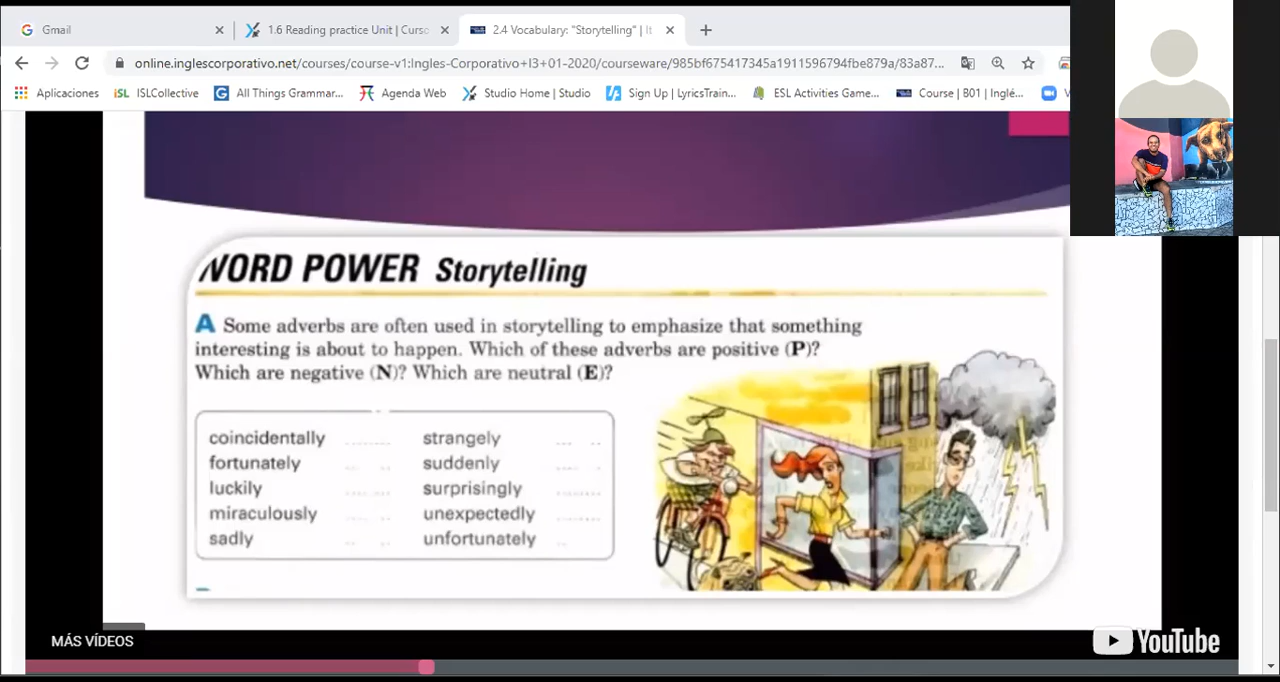 Gmail
1.6 Reading practice Unit | Curso
2.4 Vocabulary: "Storytelling" | It
online.inglescorporativo.net/courses/course-v1:Ingles-Corporativo+I3+01-2020/courseware/985bf675417345a1911596794fbe879a/83a87...
Aplicaciones
iSL ISLCollective
G All Things Grammar...
Agenda Web
Studio Home | Studio
Sign Up | LyricsTrain...
ESL Activities Game...
Course | B01 | Inglé...
WORD POWER Storytelling
A Some adverbs are often used in storytelling to emphasize that something
interesting is about to happen. Which of these adverbs are positive (P)?
Which are negative (N)? Which are neutral (E)?
coincidentally strangely
fortunately suddenly
luckily surprisingly
miraculously unexpectedly
sadly unfortunately
MÁS VÍDEOS
YouTube